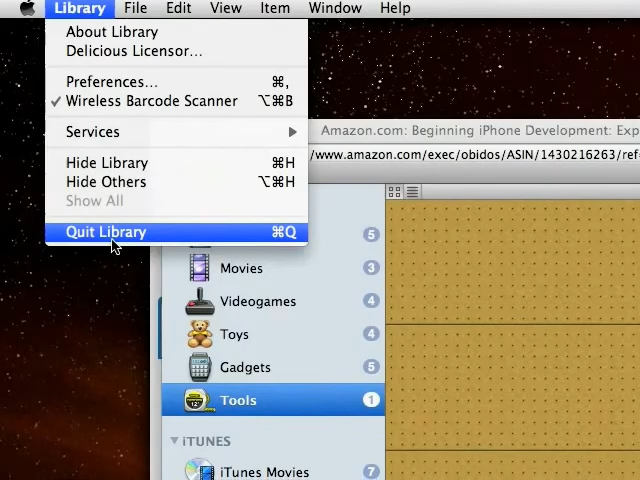 Library File Edit View Item Window Help
About Library
Delicious Licensor...
Preferences... ⌘,
✓ Wireless Barcode Scanner ⌥⌘B
Services ▶
Amazon.com: Beginning iPhone Development: Exp
/www.amazon.com/exec/obidos/ASIN/1430216263/ref
Hide Library ⌘H
Hide Others ⌥⌘H
Show All
Quit Library ⌘Q
5
Movies 3
Videogames 4
Toys 4
Gadgets 5
Tools 1
iTUNES
iTunes Movies 7